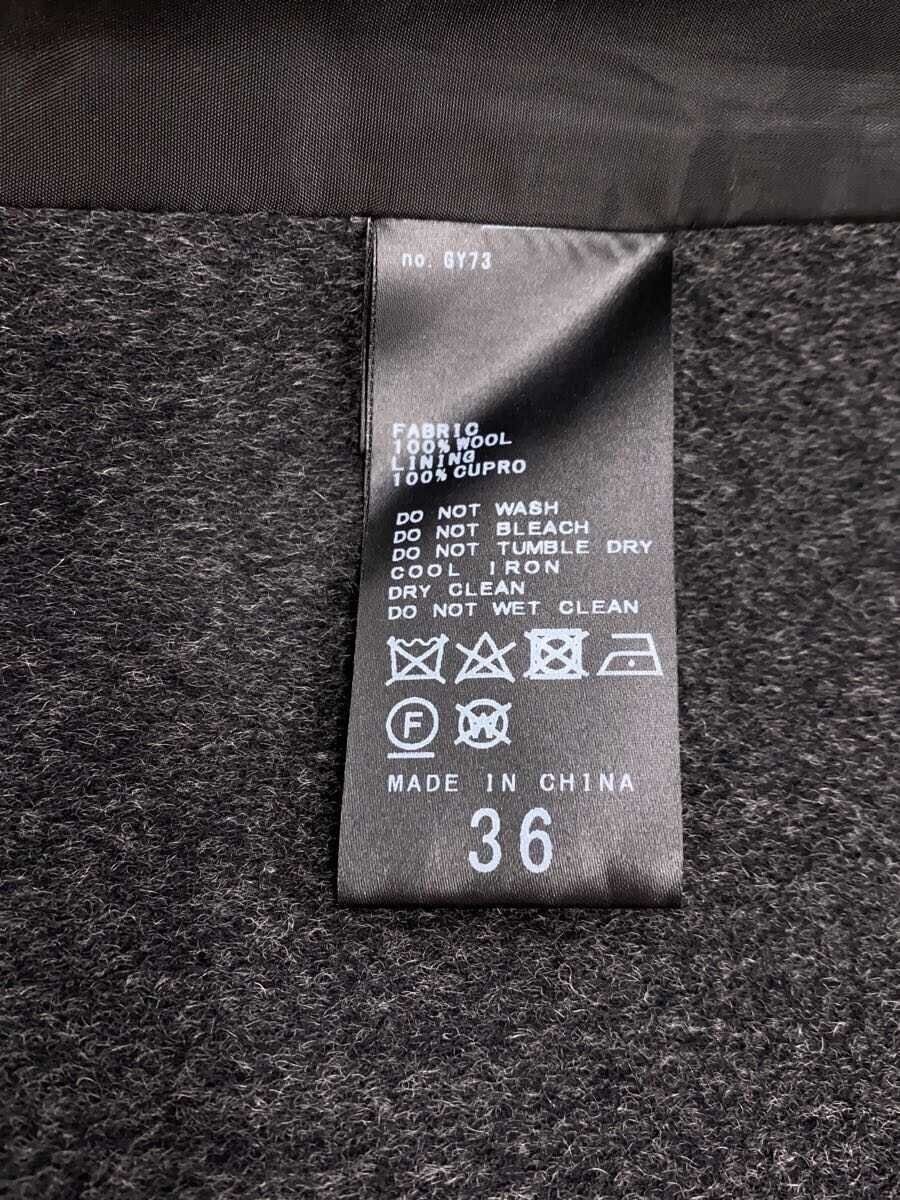 no. GY73
FABRIC
100% WOOL
LINING
100% CUPRO
DO NOT WASH
DO NOT BLEACH
DO NOT TUMBLE DRY
COOL IRON
DRY CLEAN
DO NOT WET CLEAN
F W
MADE IN CHINA
36